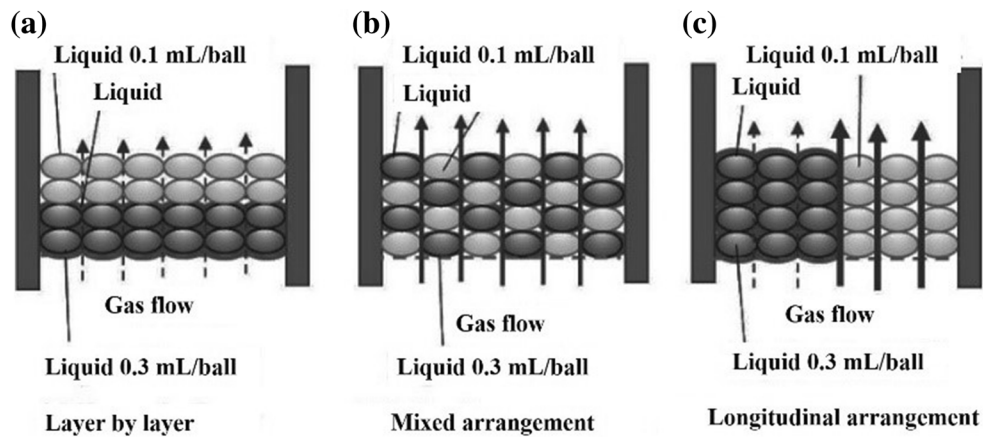 (a)
Liquid 0.1 mL/ball
Liquid
Gas flow
Liquid 0.3 mL/ball
Layer by layer
(b)
Liquid 0.1 mL/ball
Liquid
Gas flow
Liquid 0.3 mL/ball
Mixed arrangement
(c)
Liquid 0.1 mL/ball
Liquid
Gas flow
Liquid 0.3 mL/ball
Longitudinal arrangement